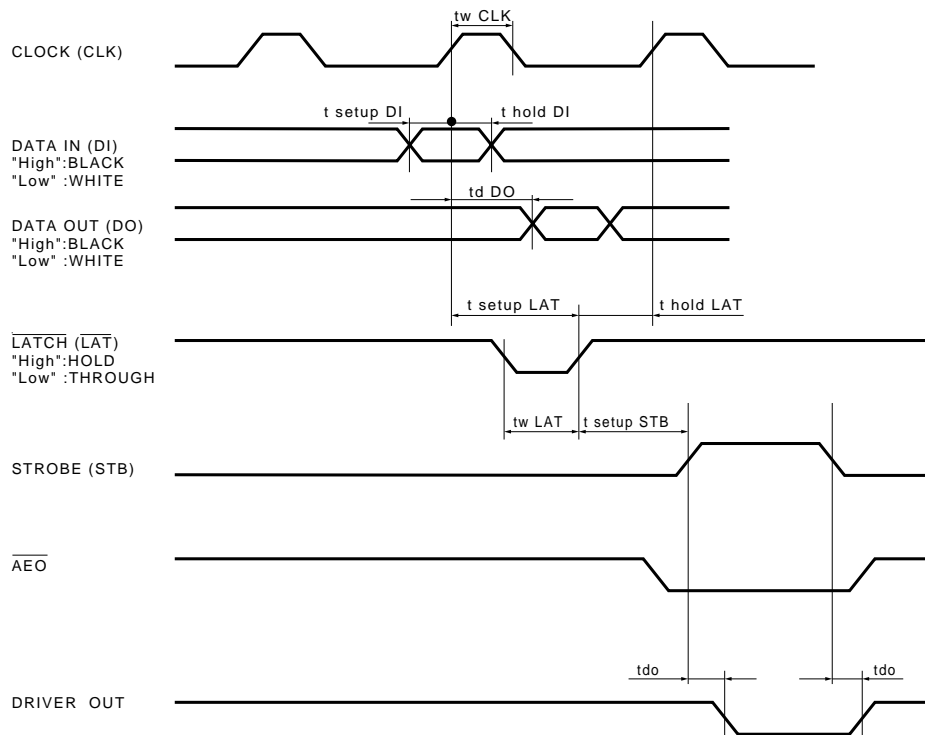 tw CLK
CLOCK (CLK)
t setup DI
t hold DI
DATA IN (DI)
"High":BLACK
"Low" :WHITE
td DO
DATA OUT (DO)
"High":BLACK
"Low" :WHITE
t setup LAT
t hold LAT
LATCH (LAT)
"High":HOLD
"Low" :THROUGH
tw LAT
t setup STB
STROBE (STB)
AEO
tdo
tdo
DRIVER OUT